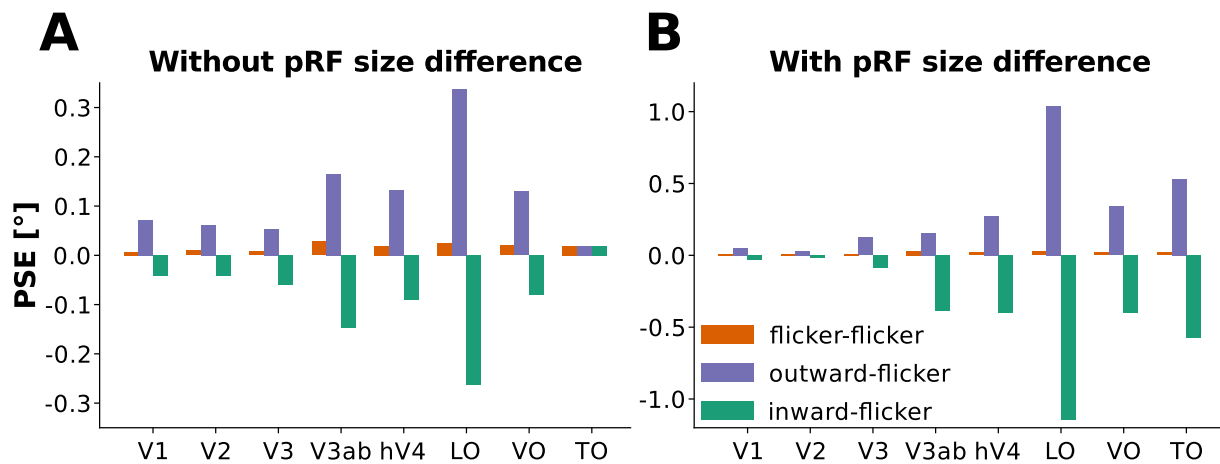 A
Without pRF size difference
PSE [°]
0.3
0.2
0.1
0.0
-0.1
-0.2
-0.3
V1 V2 V3 V3ab hV4 LO VO TO
B
With pRF size difference
1.0
0.5
0.0
-0.5
-1.0
flicker-flicker
outward-flicker
inward-flicker
V1 V2 V3 V3ab hV4 LO VO TO